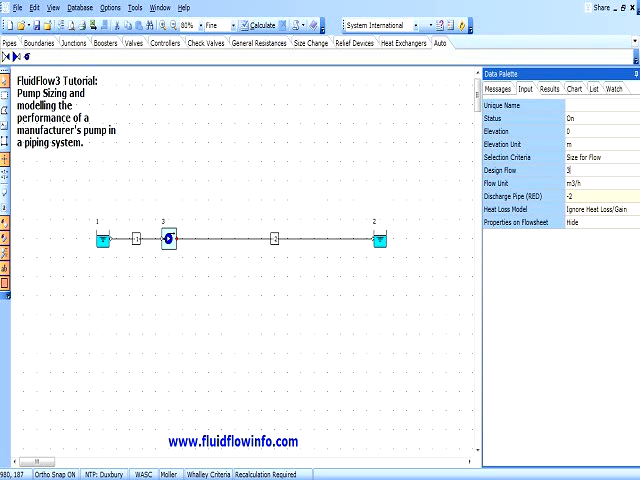 File Edit View Database Options Tools Window Help
Share
80% Fine Calculate System International
Pipes Boundaries Junctions Boosters Valves Controllers Check Valves General Resistances Size Change Relief Devices Heat Exchangers Auto
FluidFlow3 Tutorial:
Pump Sizing and
modelling the
performance of a
manufacturer's pump in
a piping system.
Data Palette
Messages Input Results Chart List Watch
Unique Name
Status On
Elevation 0
Elevation Unit m
Selection Criteria Size for Flow
Design Flow 3
Flow Unit m3/h
Discharge Pipe (RED) -2
Heat Loss Model Ignore Heat Loss/Gain
Properties on Flowsheet Hide
1 3 2
-1 -2
www.fluidflowinfo.com
980, 187 Ortho Snap ON NTP: Duxbury WASC Moller Whalley Criteria Recalculation Required